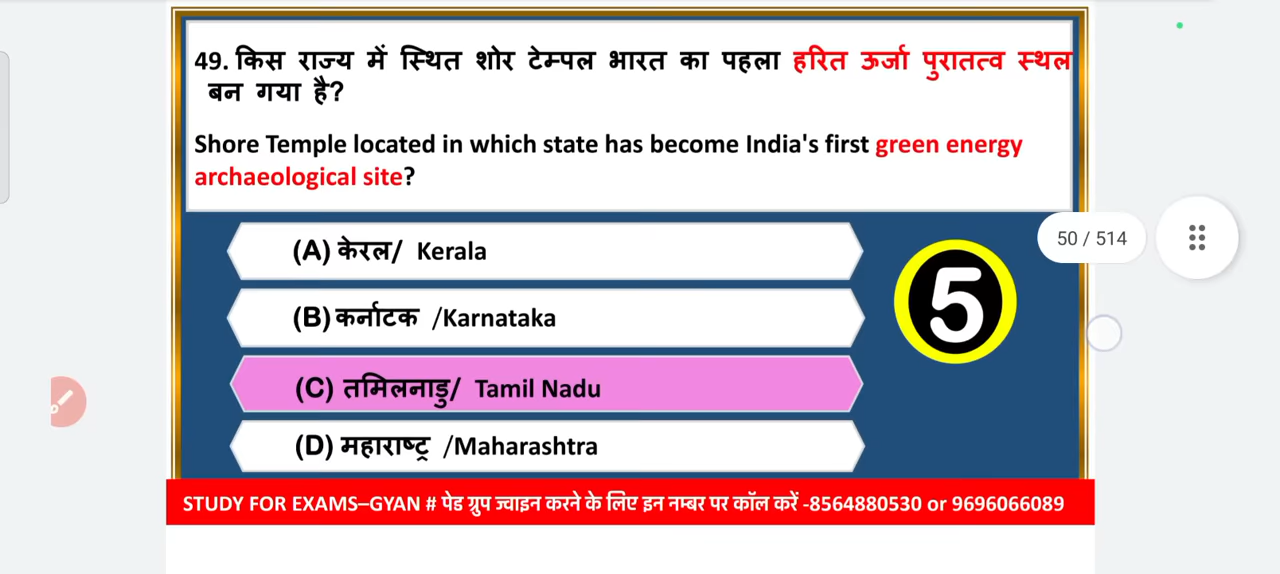 49. किस राज्य में स्थित शोर टेम्पल भारत का पहला हरित ऊर्जा पुरातत्व स्थल
बन गया है?
Shore Temple located in which state has become India's first green energy
archaeological site?
(A) केरल/ Kerala
50 / 514
(B) कर्नाटक /Karnataka
5
(C) तमिलनाडु/ Tamil Nadu
(D) महाराष्ट्र /Maharashtra
STUDY FOR EXAMS–GYAN # पेड ग्रुप ज्वाइन करने के लिए इन नम्बर पर कॉल करें -8564880530 or 9696066089